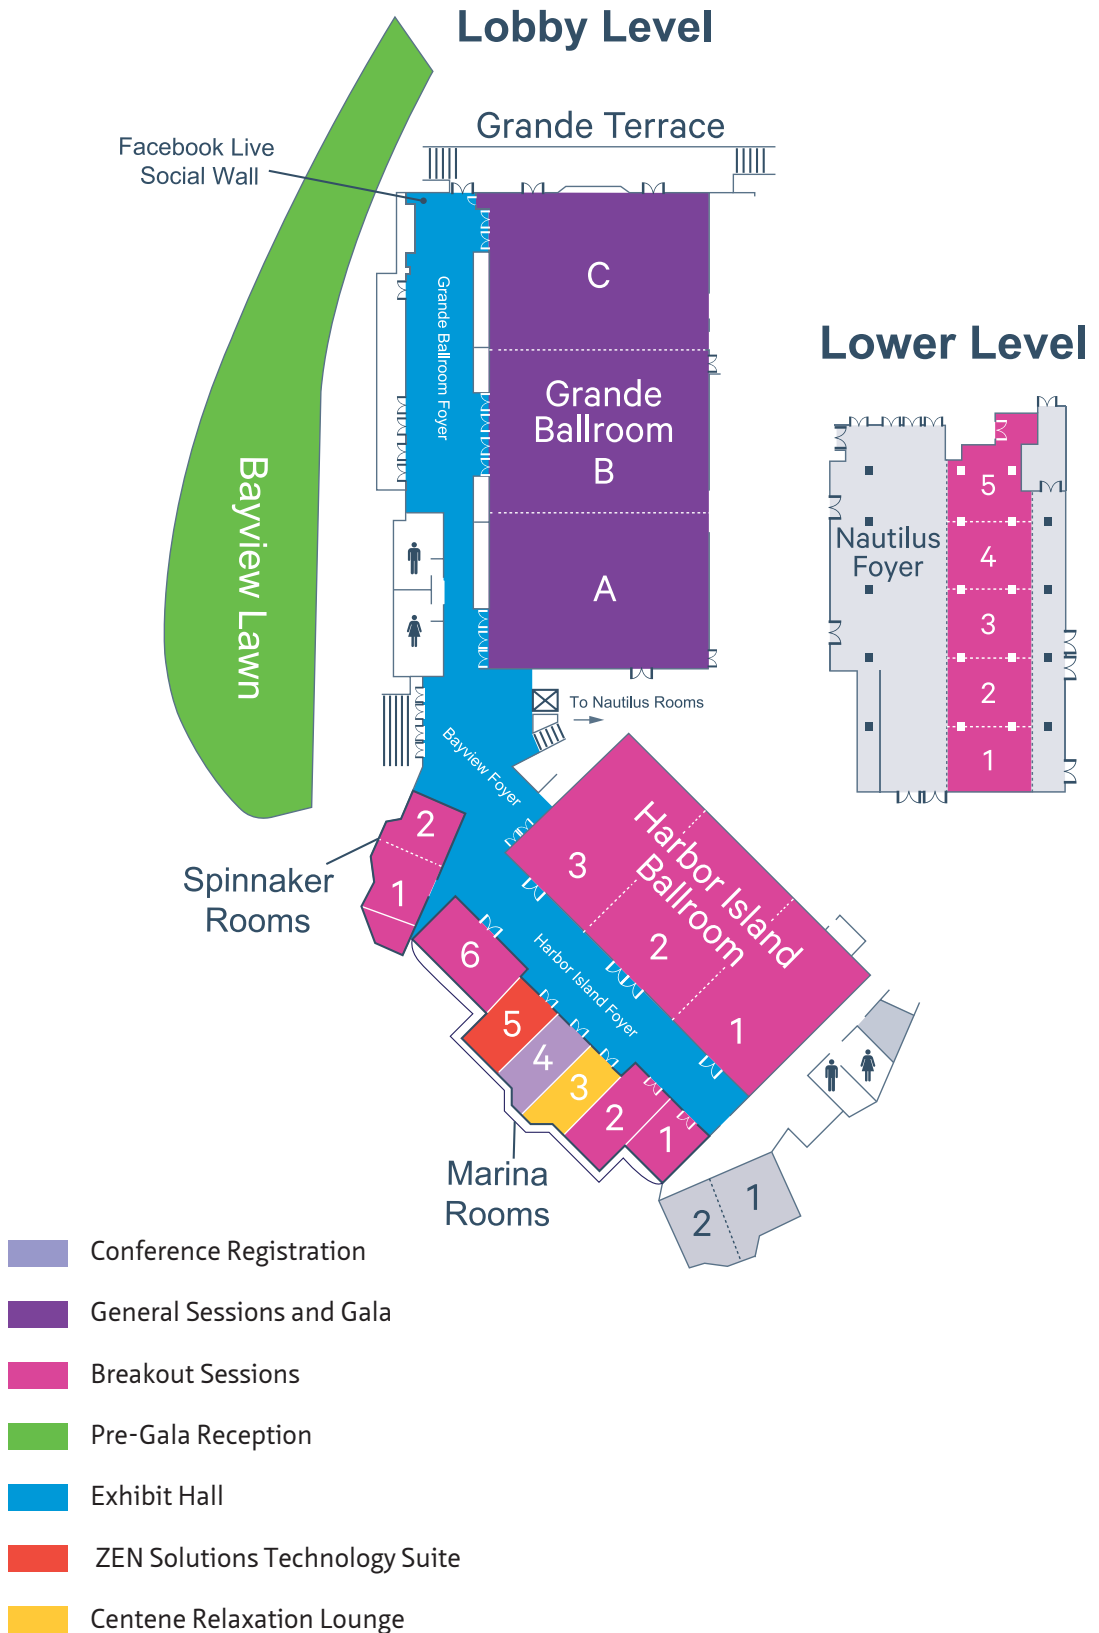 Lobby Level
Grande Terrace
Facebook Live
Social Wall
C
Grande Ballroom Foyer
Grande
Ballroom
B
A
Bayview Lawn
To Nautilus Rooms
Bayview Foyer
Lower Level
Nautilus
Foyer
5
4
3
2
1
2
1
Spinnaker
Rooms
Harbor Island
Ballroom
3
2
1
Harbor Island Foyer
6
5
4
3
2
1
Marina
Rooms
2
1
Conference Registration
General Sessions and Gala
Breakout Sessions
Pre-Gala Reception
Exhibit Hall
ZEN Solutions Technology Suite
Centene Relaxation Lounge